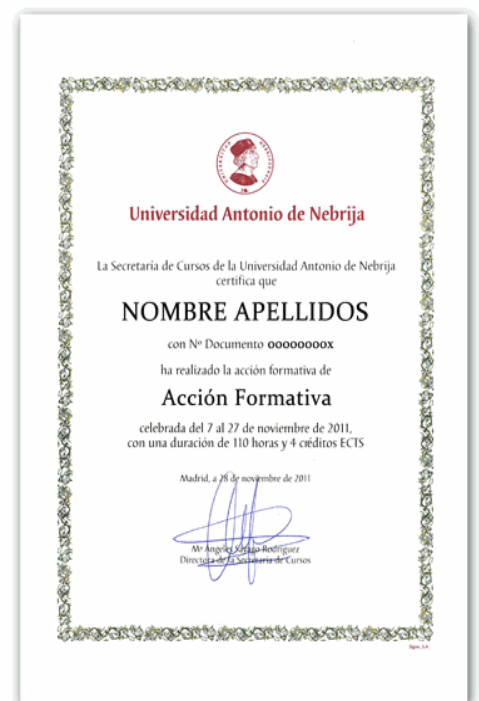 Universidad Antonio de Nebrija
La Secretaría de Cursos de la Universidad Antonio de Nebrija
certifica que
NOMBRE APELLIDOS
con Nº Documento 00000000X
ha realizado la acción formativa de
Acción Formativa
celebrada del 7 al 27 de noviembre de 2011,
con una duración de 110 horas y 4 créditos ECTS
Madrid, a 28 de noviembre de 2011
Mª Ángeles Rodríguez
Directora de la Secretaría de Cursos